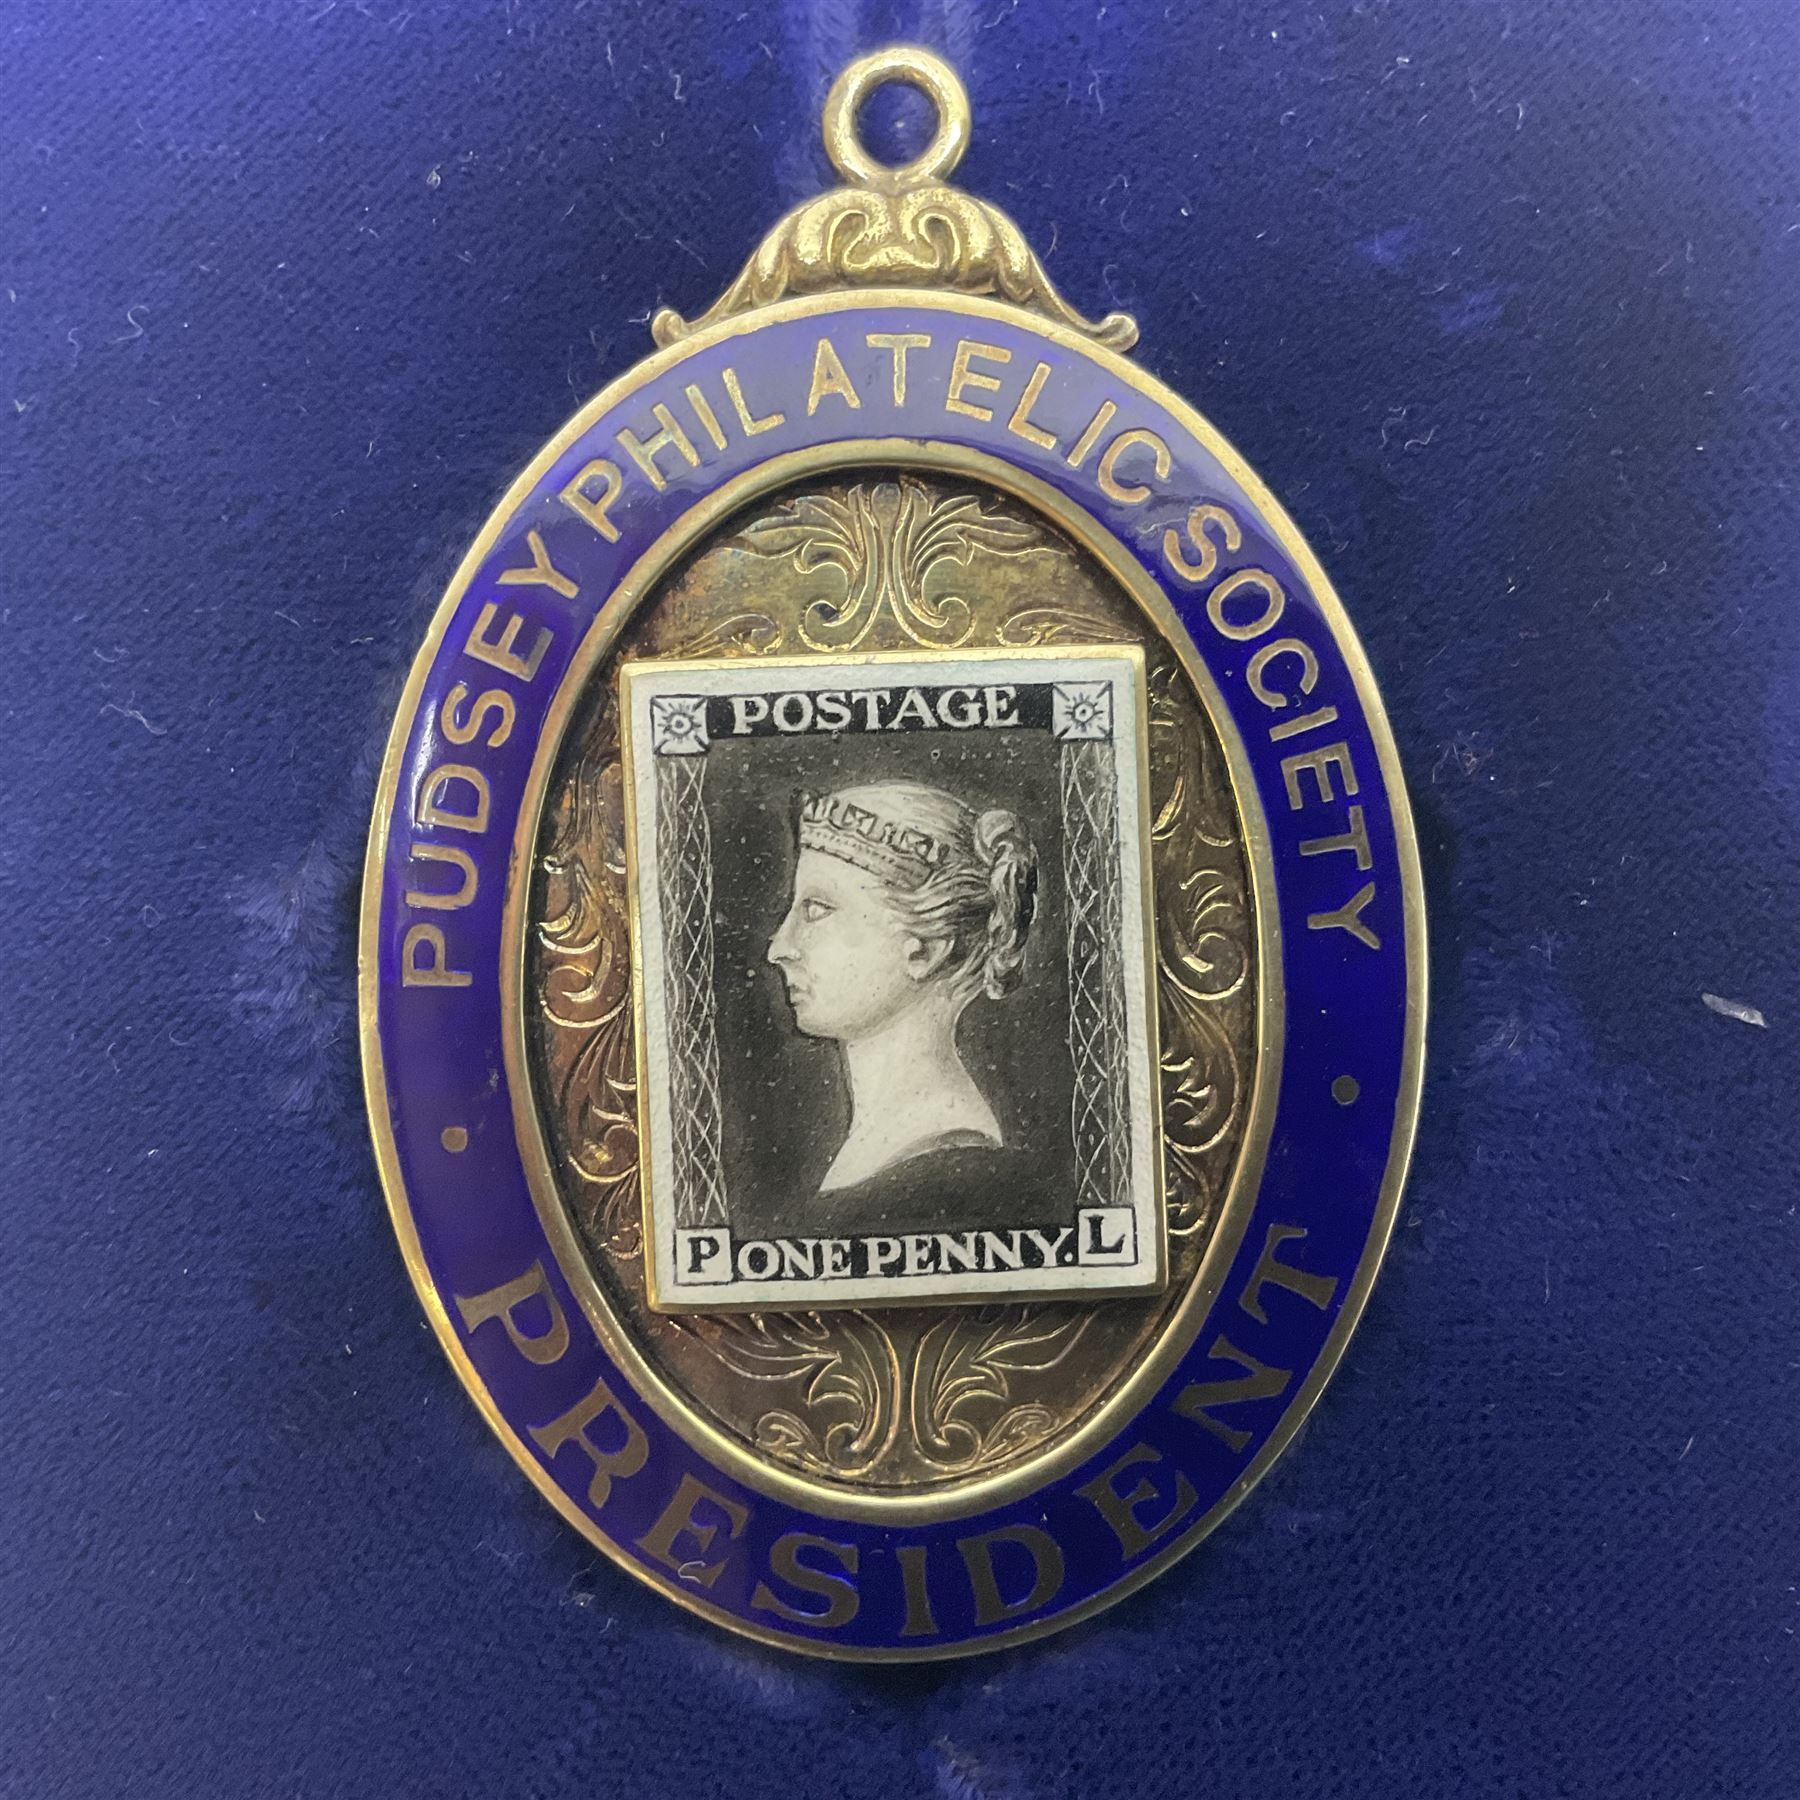 PUDSEY PHILATELIC SOCIETY
POSTAGE
P ONE PENNY. L
PRESIDENT